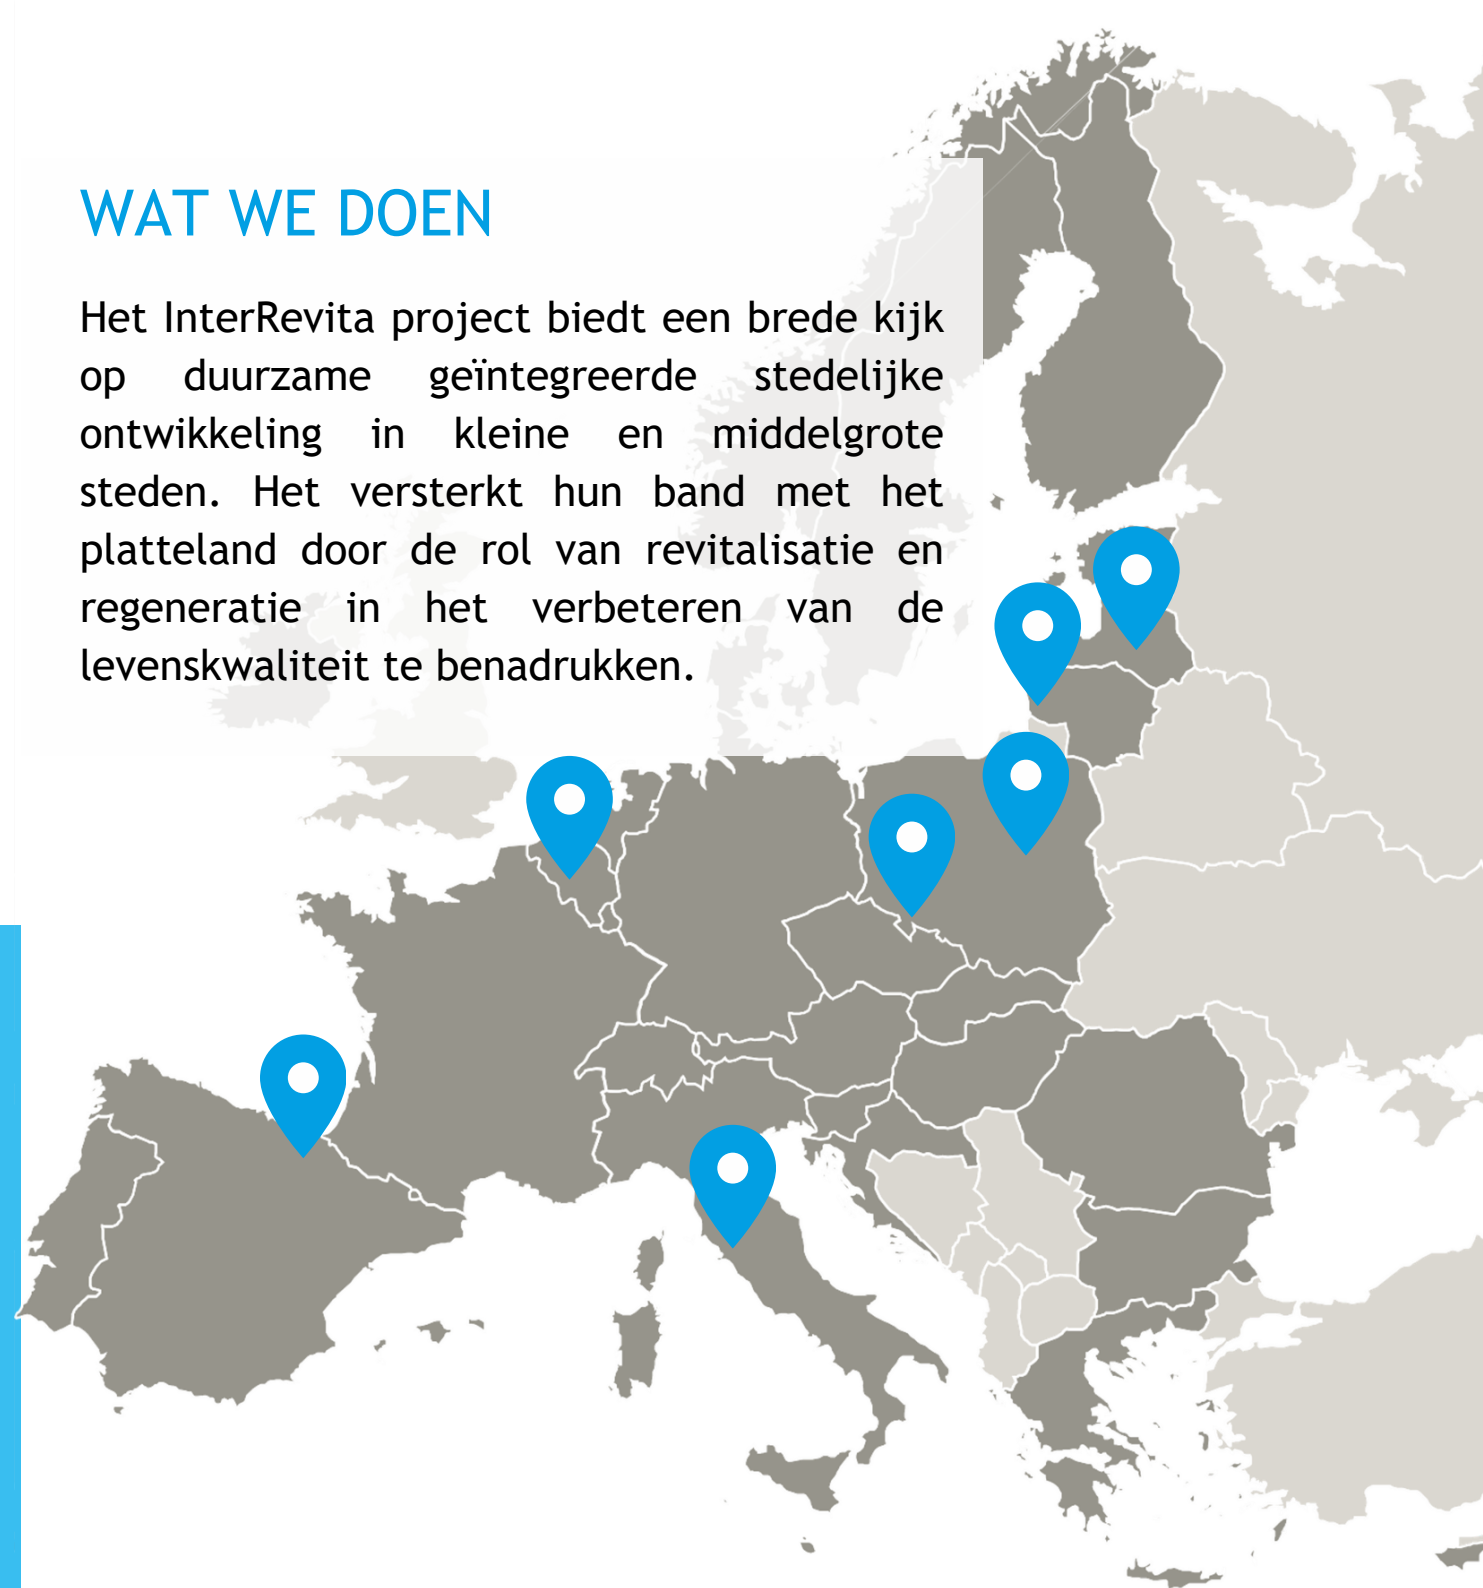 WAT WE DOEN
Het InterRevita project biedt een brede kijk
op duurzame geïntegreerde stedelijke
ontwikkeling in kleine en middelgrote
steden. Het versterkt hun band met het
platteland door de rol van revitalisatie en
regeneratie in het verbeteren van de
levenskwaliteit te benadrukken.